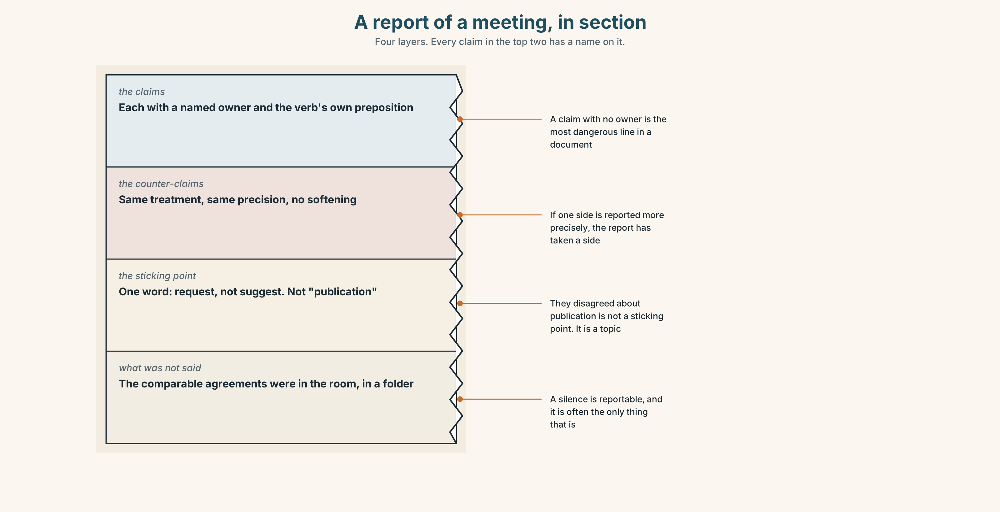 A report of a meeting, in section
Four layers. Every claim in the top two has a name on it.
the claims
Each with a named owner and the verb's own preposition
A claim with no owner is the
most dangerous line in a
document
the counter-claims
Same treatment, same precision, no softening
If one side is reported more
precisely, the report has
taken a side
the sticking point
One word: request, not suggest. Not "publication"
They disagreed about
publication is not a sticking
point. It is a topic
what was not said
The comparable agreements were in the room, in a folder
A silence is reportable, and
it is often the only thing
that is